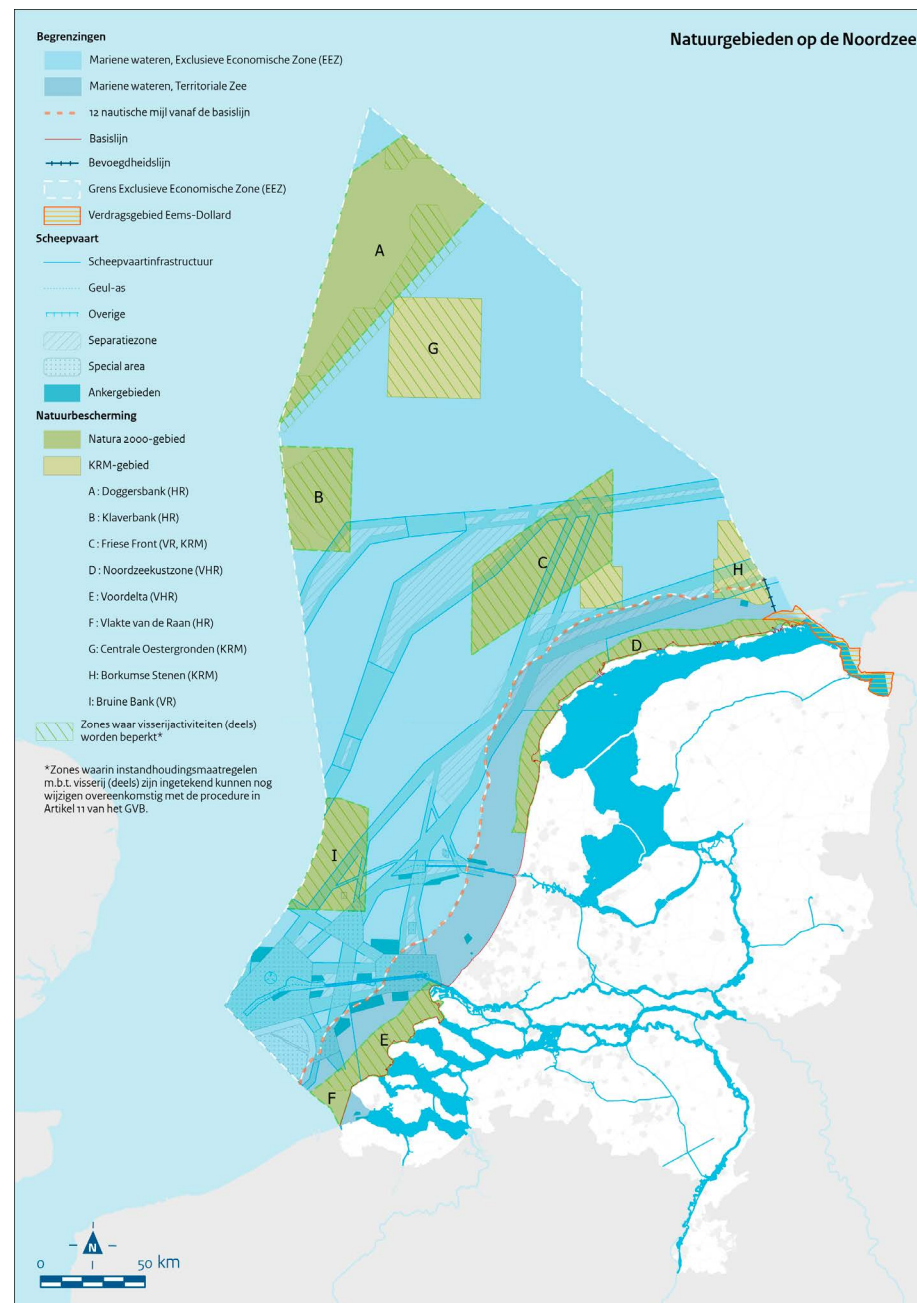 Natuurgebieden op de Noordzee
Begrenzingen
Mariene wateren, Exclusieve Economische Zone (EEZ)
Mariene wateren, Territoriale Zee
12 nautische mijl vanaf de basislijn
Basislijn
Bevoegdheidslijn
Grens Exclusieve Economische Zone (EEZ)
Verdragsgebied Eems-Dollard
Scheepvaart
Scheepvaartinfrastructuur
Geul-as
Overige
Separatiezone
Special area
Ankergebieden
Natuurbescherming
Natura 2000-gebied
KRM-gebied
A : Doggersbank (HR)
B : Klaverbank (HR)
C : Friese Front (VR, KRM)
D : Noordzeekustzone (VHR)
E : Voordelta (VHR)
F : Vlakte van de Raan (HR)
G: Centrale Oestergronden (KRM)
H: Borkumse Stenen (KRM)
I: Bruine Bank (VR)
Zones waar visserijactiviteiten (deels)
worden beperkt*
*Zones waarin instandhoudingsmaatregelen
m.b.t. visserij (deels) zijn ingetekend kunnen nog
wijzigen overeenkomstig met de procedure in
Artikel 11 van het GVB.
A
G
B
C
H
D
I
E
F
N
0 50 km